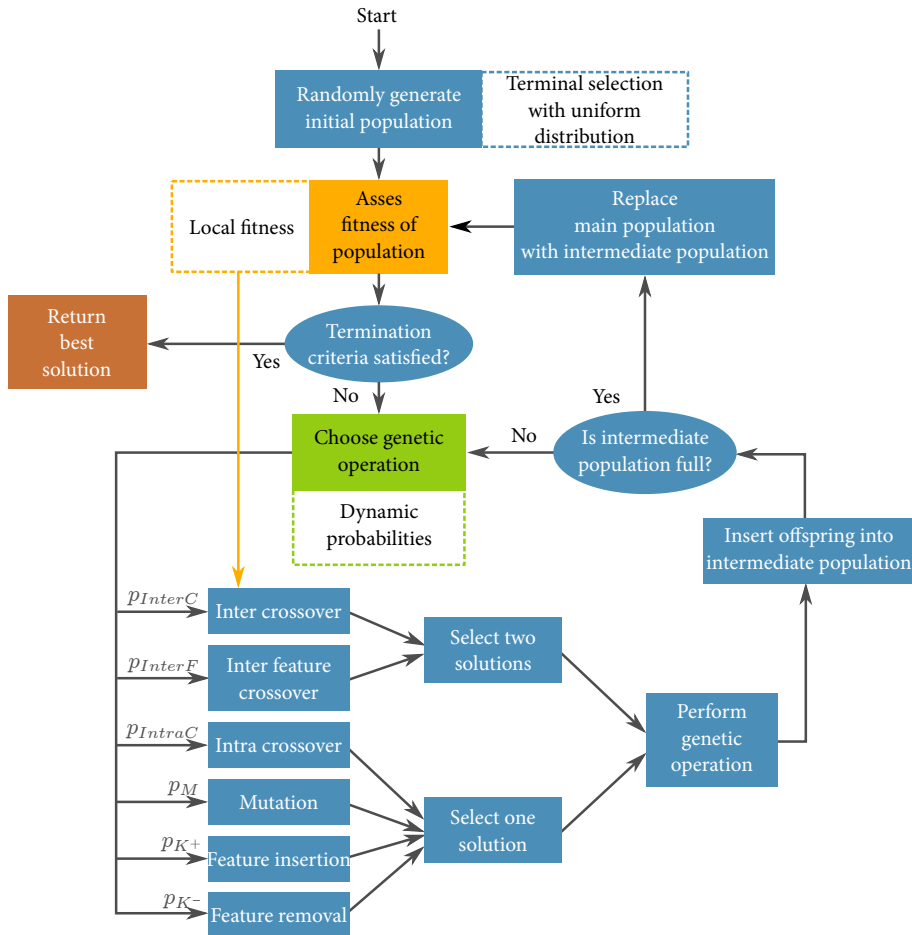 Start
Randomly generate
initial population
Terminal selection
with uniform
distribution
Local fitness
Asses
fitness of
population
Replace
main population
with intermediate population
Return
best
solution
Yes
Termination
criteria satisfied?
No
Yes
Choose genetic
operation
No
Is intermediate
population full?
Dynamic
probabilities
Insert offspring into
intermediate population
p_{InterC}
Inter crossover
Select two
solutions
p_{InterF}
Inter feature
crossover
p_{IntraC}
Intra crossover
Perform
genetic
operation
p_M
Mutation
Select one
solution
p_{K^+}
Feature insertion
p_{K^-}
Feature removal